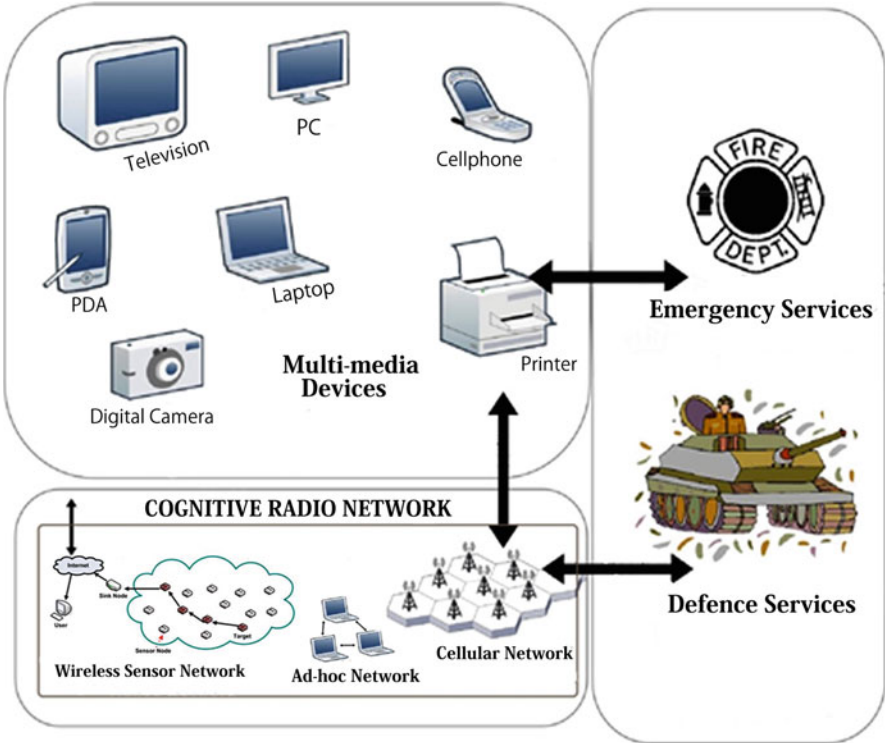 Television
PC
Cellphone
PDA
Laptop
Printer
Digital Camera
Multi-media
Devices
FIRE
DEPT.
Emergency Services
Defence Services
COGNITIVE RADIO NETWORK
Internet
Sink Node
User
Target
Sensor Node
Wireless Sensor Network
Ad-hoc Network
Cellular Network